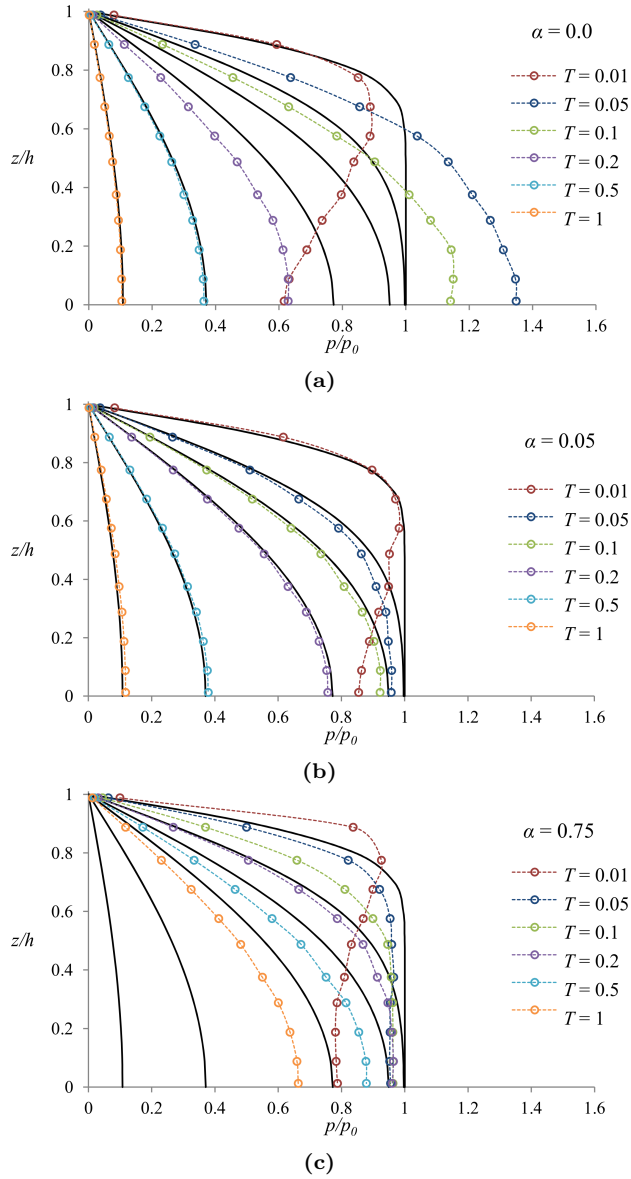 1
α = 0.0
0.8
T = 0.01
T = 0.05
0.6
T = 0.1
z/h
T = 0.2
0.4
T = 0.5
T = 1
0.2
0
0 0.2 0.4 0.6 0.8 1 1.2 1.4 1.6
p/p0
(a)
1
α = 0.05
0.8
T = 0.01
T = 0.05
0.6
T = 0.1
z/h
T = 0.2
0.4
T = 0.5
T = 1
0.2
0
0 0.2 0.4 0.6 0.8 1 1.2 1.4 1.6
p/p0
(b)
1
α = 0.75
0.8
T = 0.01
T = 0.05
0.6
T = 0.1
z/h
T = 0.2
0.4
T = 0.5
T = 1
0.2
0
0 0.2 0.4 0.6 0.8 1 1.2 1.4 1.6
p/p0
(c)